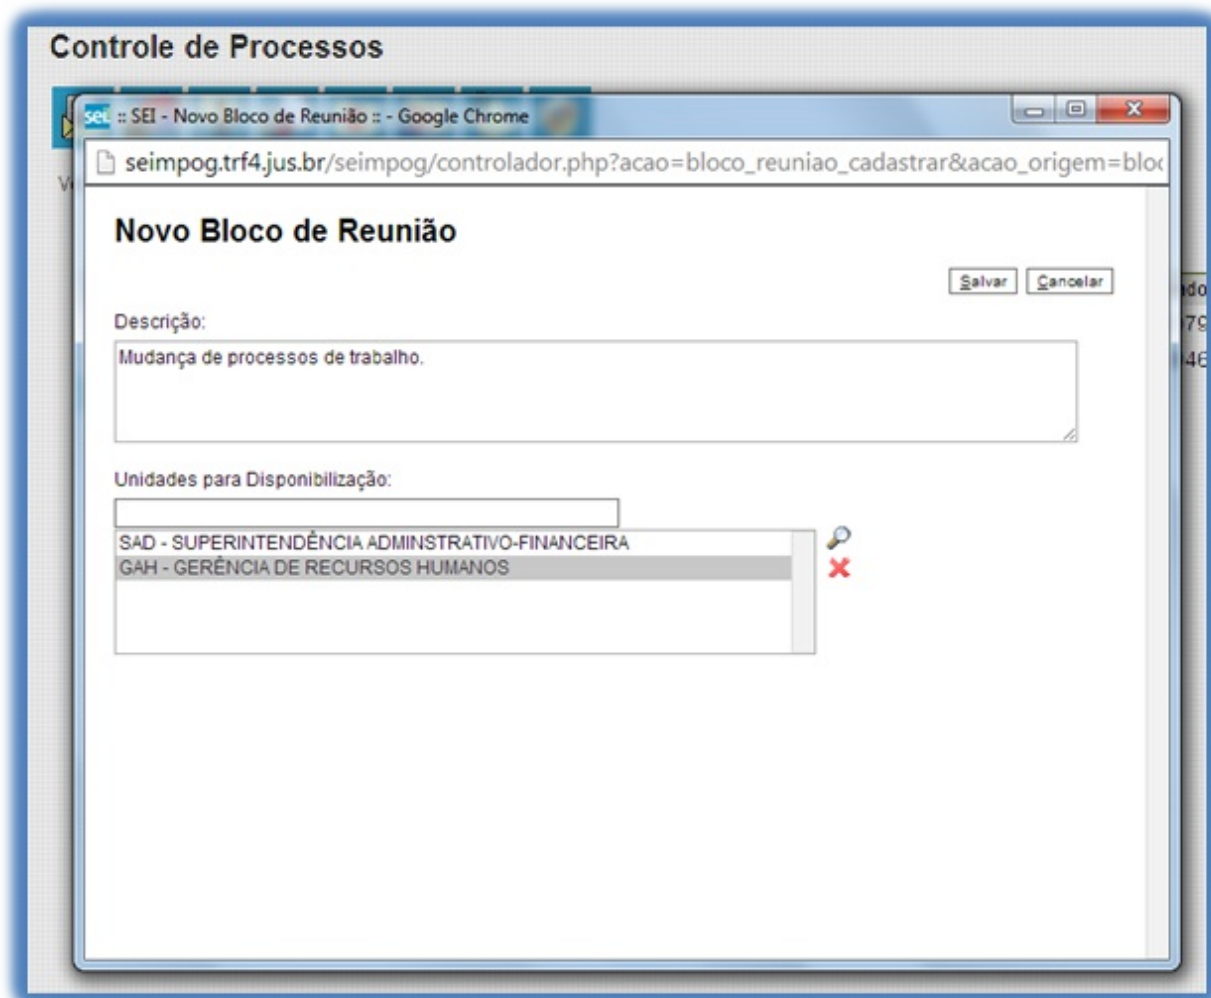 Controle de Processos
sei :: SEI - Novo Bloco de Reunião :: - Google Chrome
seimpog.trf4.jus.br/seimpog/controlador.php?acao=bloco_reuniao_cadastrar&acao_origem=bloc
Novo Bloco de Reunião
Salvar Cancelar
Descrição:
Mudança de processos de trabalho.
Unidades para Disponibilização:
SAD - SUPERINTENDÊNCIA ADMINSTRATIVO-FINANCEIRA
GAH - GERÊNCIA DE RECURSOS HUMANOS